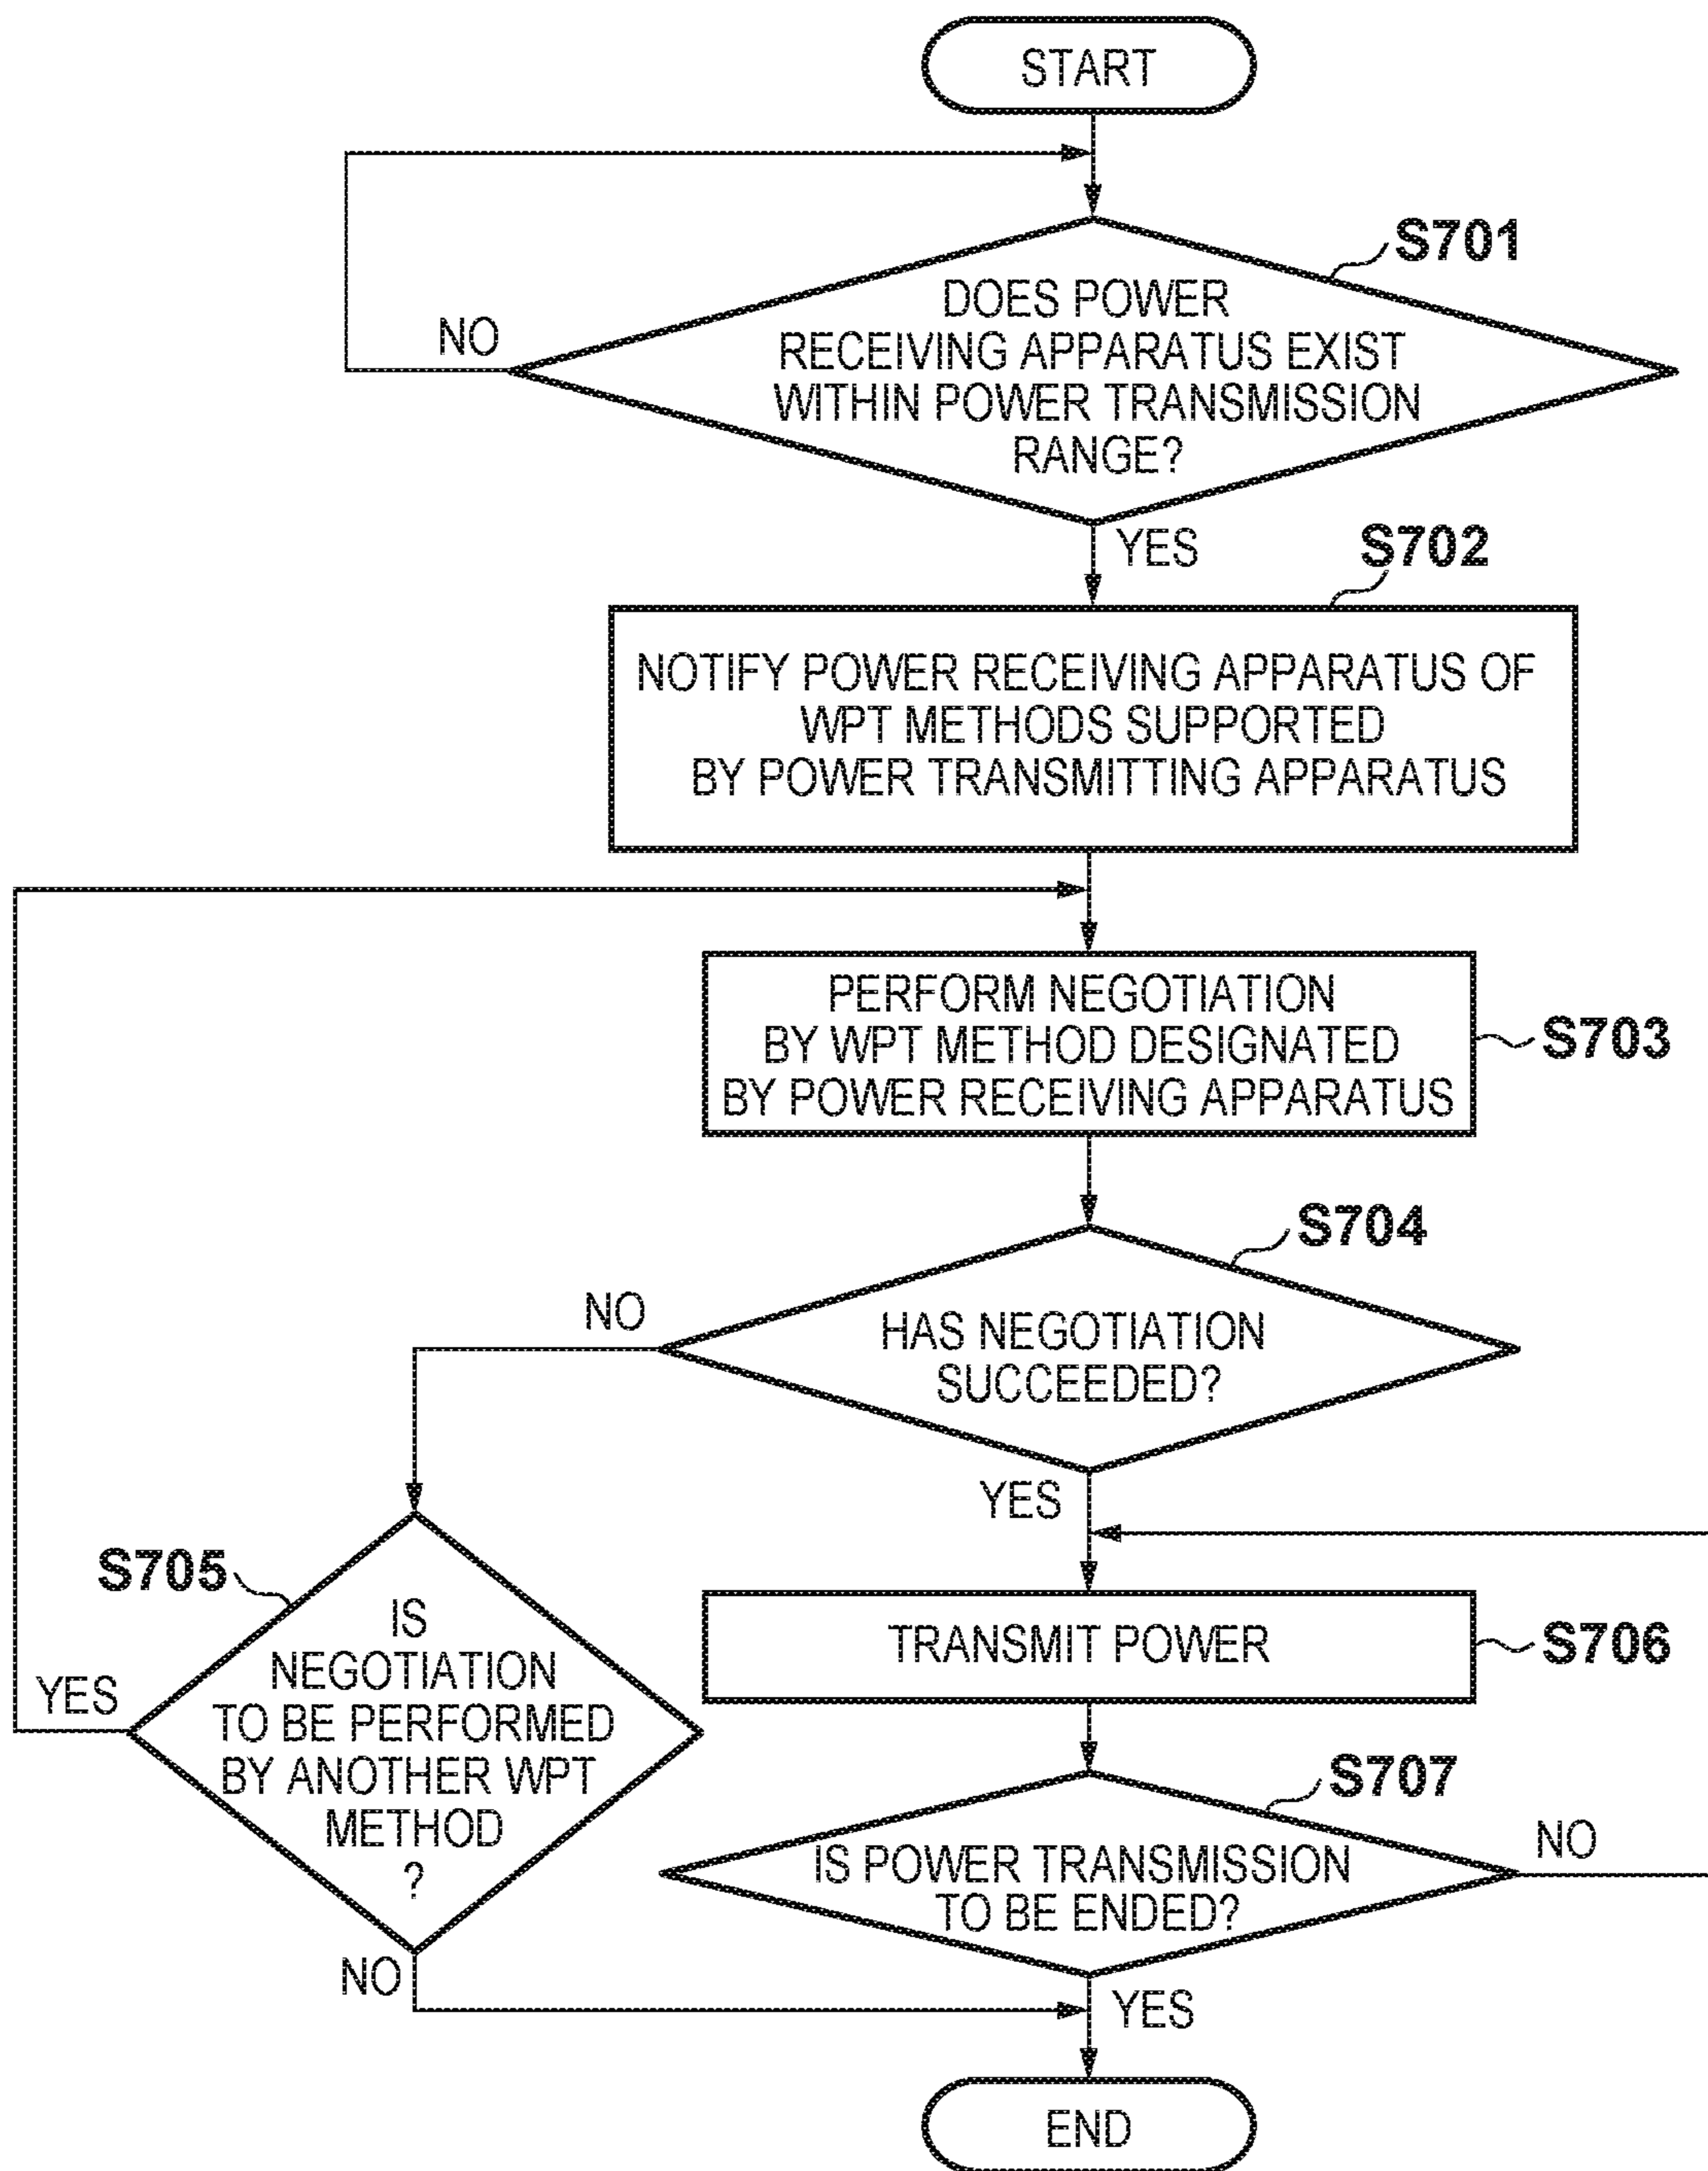 START
S701
DOES POWER
RECEIVING APPARATUS EXIST
WITHIN POWER TRANSMISSION
RANGE?
NO
YES
S702
NOTIFY POWER RECEIVING APPARATUS OF
WPT METHODS SUPPORTED
BY POWER TRANSMITTING APPARATUS
PERFORM NEGOTIATION
BY WPT METHOD DESIGNATED
BY POWER RECEIVING APPARATUS
S703
S704
HAS NEGOTIATION
SUCCEEDED?
NO
YES
S705
IS
NEGOTIATION
TO BE PERFORMED
BY ANOTHER WPT
METHOD
?
YES
NO
TRANSMIT POWER
S706
S707
IS POWER TRANSMISSION
TO BE ENDED?
NO
YES
END